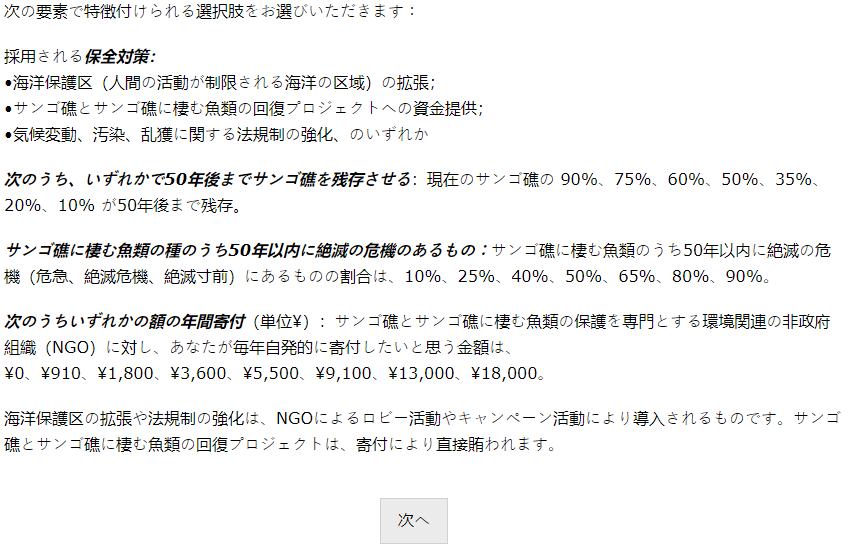 次の要素で特徴付けられる選択肢をお選びいただきます：
採用される保全対策:
•海洋保護区（人間の活動が制限される海洋の区域）の拡張;
•サンゴ礁とサンゴ礁に棲む魚類の回復プロジェクトへの資金提供;
•気候変動、汚染、乱獲に関する法規制の強化、のいずれか
次のうち、いずれかで50年後までサンゴ礁を残存させる: 現在のサンゴ礁の 90%、75%、60%、50%、35%、
20%、10% が50年後まで残存。
サンゴ礁に棲む魚類の種のうち50年以内に絶滅の危機のあるもの：サンゴ礁に棲む魚類のうち50年以内に絶滅の危
機（危急、絶滅危機、絶滅寸前）にあるものの割合は、10%、25%、40%、50%、65%、80%、90%。
次のうちいずれかの額の年間寄付（単位¥）: サンゴ礁とサンゴ礁に棲む魚類の保護を専門とする環境関連の非政府
組織（NGO）に対し、あなたが毎年自発的に寄付したいと思う金額は、
¥0、¥910、¥1,800、¥3,600、¥5,500、¥9,100、¥13,000、¥18,000。
海洋保護区の拡張や法規制の強化は、NGOによるロビー活動やキャンペーン活動により導入されるものです。サンゴ
礁とサンゴ礁に棲む魚類の回復プロジェクトは、寄付により直接賄われます。
次へ